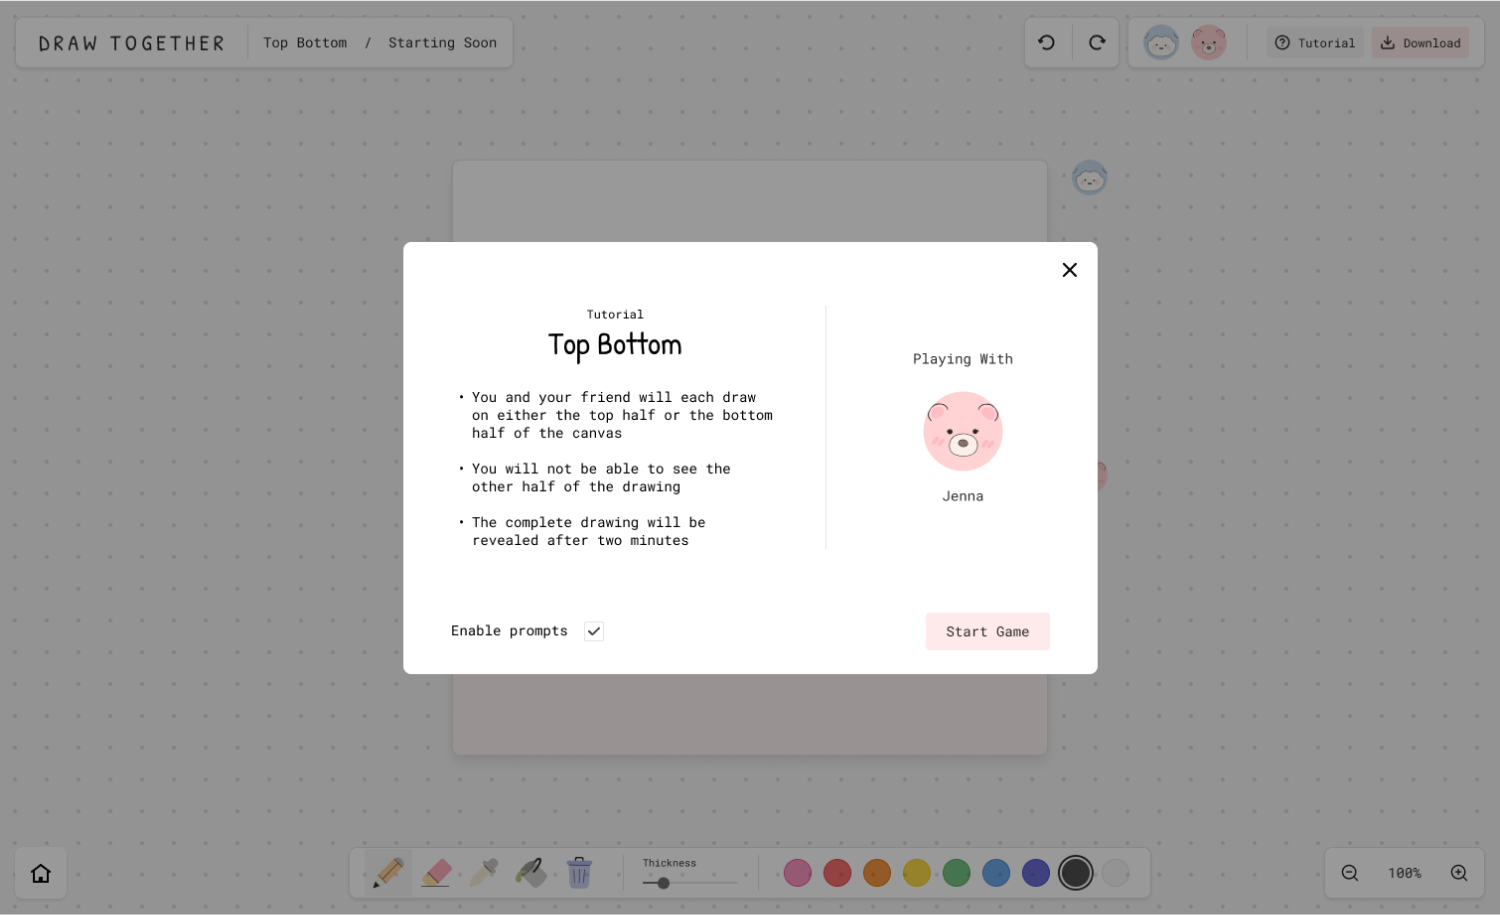 DRAW TOGETHER
Top Bottom / Starting Soon
Tutorial
Download
Tutorial
Top Bottom
• You and your friend will each draw
on either the top half or the bottom
half of the canvas
• You will not be able to see the
other half of the drawing
• The complete drawing will be
revealed after two minutes
Playing With
Jenna
Enable prompts
Start Game
Thickness
100%